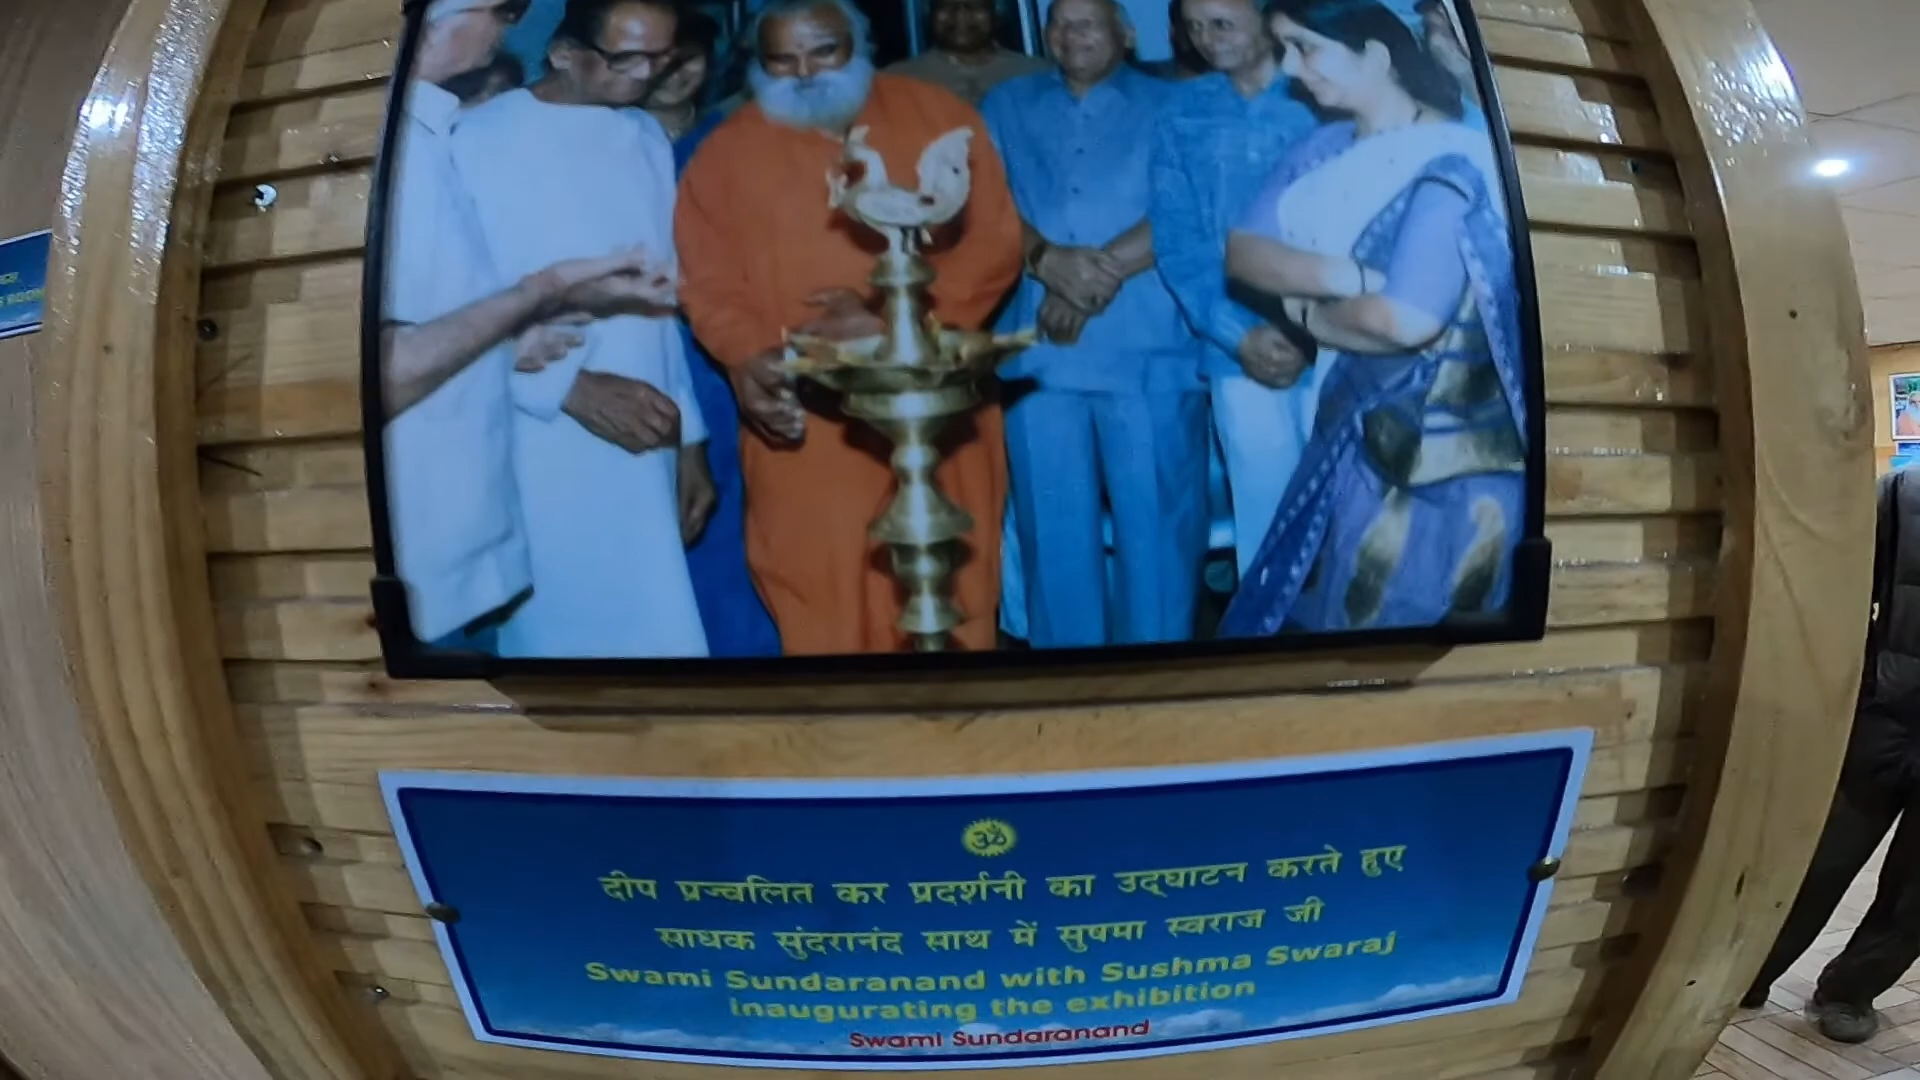 S ROOM
ॐ
दीप प्रज्वलित कर प्रदर्शनी का उद्घाटन करते हुए
साधक सुंदरानंद साथ में सुषमा स्वराज जी
Swami Sundaranand with Sushma Swaraj
inaugurating the exhibition
Swami Sundaranand